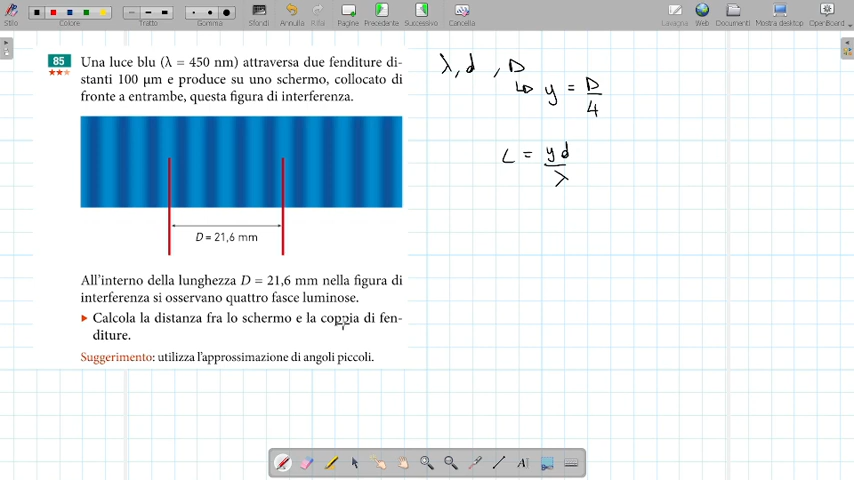 Stilo
Colore
Tratto
Gomma
Sfondi
Annulla
Rifai
Pagine
Precedente
Successivo
Cancella
Lavagna
Web
Documenti
Mostra desktop
OpenBoard
85
Una luce blu (λ = 450 nm) attraversa due fenditure di-
stanti 100 μm e produce su uno schermo, collocato di
fronte a entrambe, questa figura di interferenza.
D = 21,6 mm
All'interno della lunghezza D = 21,6 mm nella figura di
interferenza si osservano quattro fasce luminose.
Calcola la distanza fra lo schermo e la coppia di fen-
diture.
Suggerimento: utilizza l'approssimazione di angoli piccoli.
λ, d , D
y = D/4
L = yd/λ